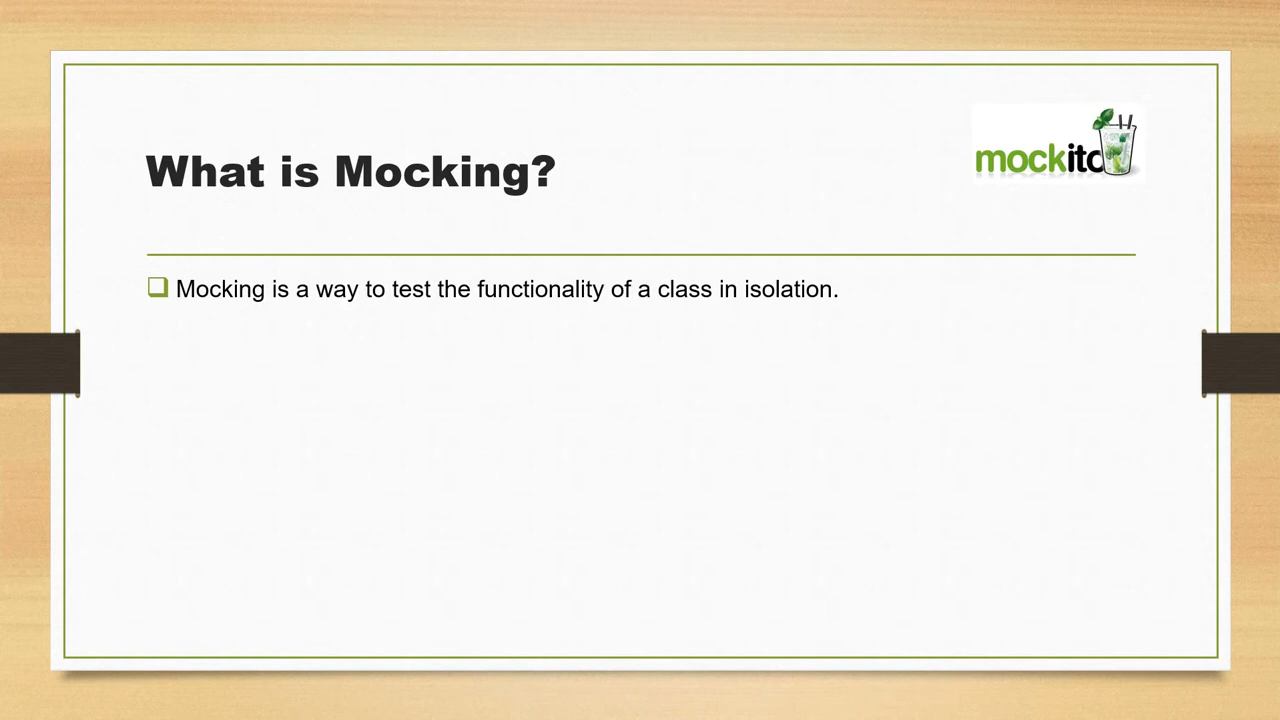 What is Mocking?
mockito
Mocking is a way to test the functionality of a class in isolation.